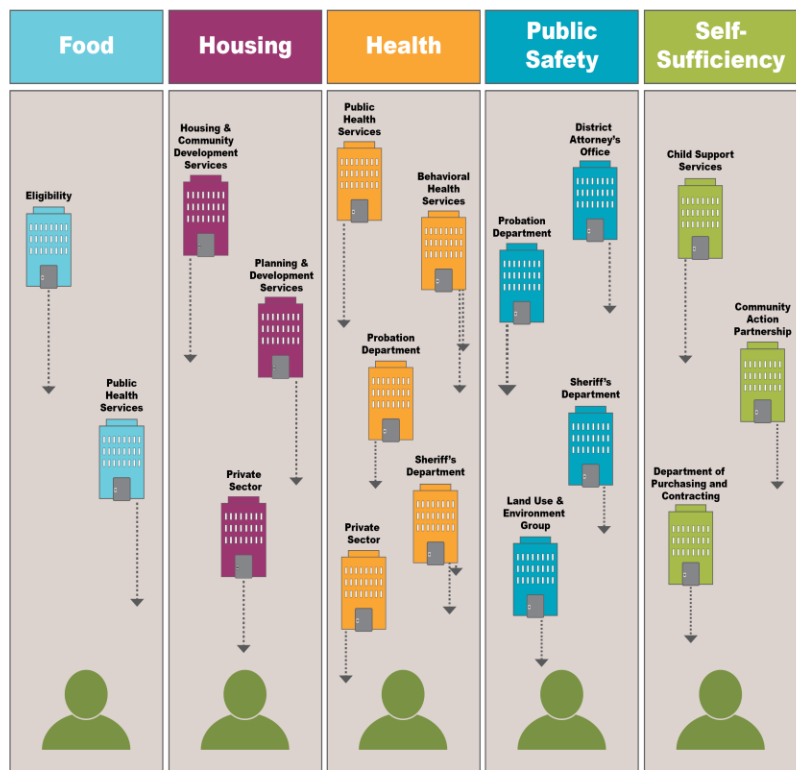 Food
Housing
Health
Public
Safety
Self-
Sufficiency
Eligibility
Public
Health
Services
Housing &
Community
Development
Services
Planning &
Development
Services
Private
Sector
Public
Health
Services
Behavioral
Health
Services
Probation
Department
Sheriff's
Department
Private
Sector
District
Attorney's
Office
Probation
Department
Sheriff's
Department
Land Use &
Environment
Group
Child Support
Services
Community
Action
Partnership
Department of
Purchasing and
Contracting